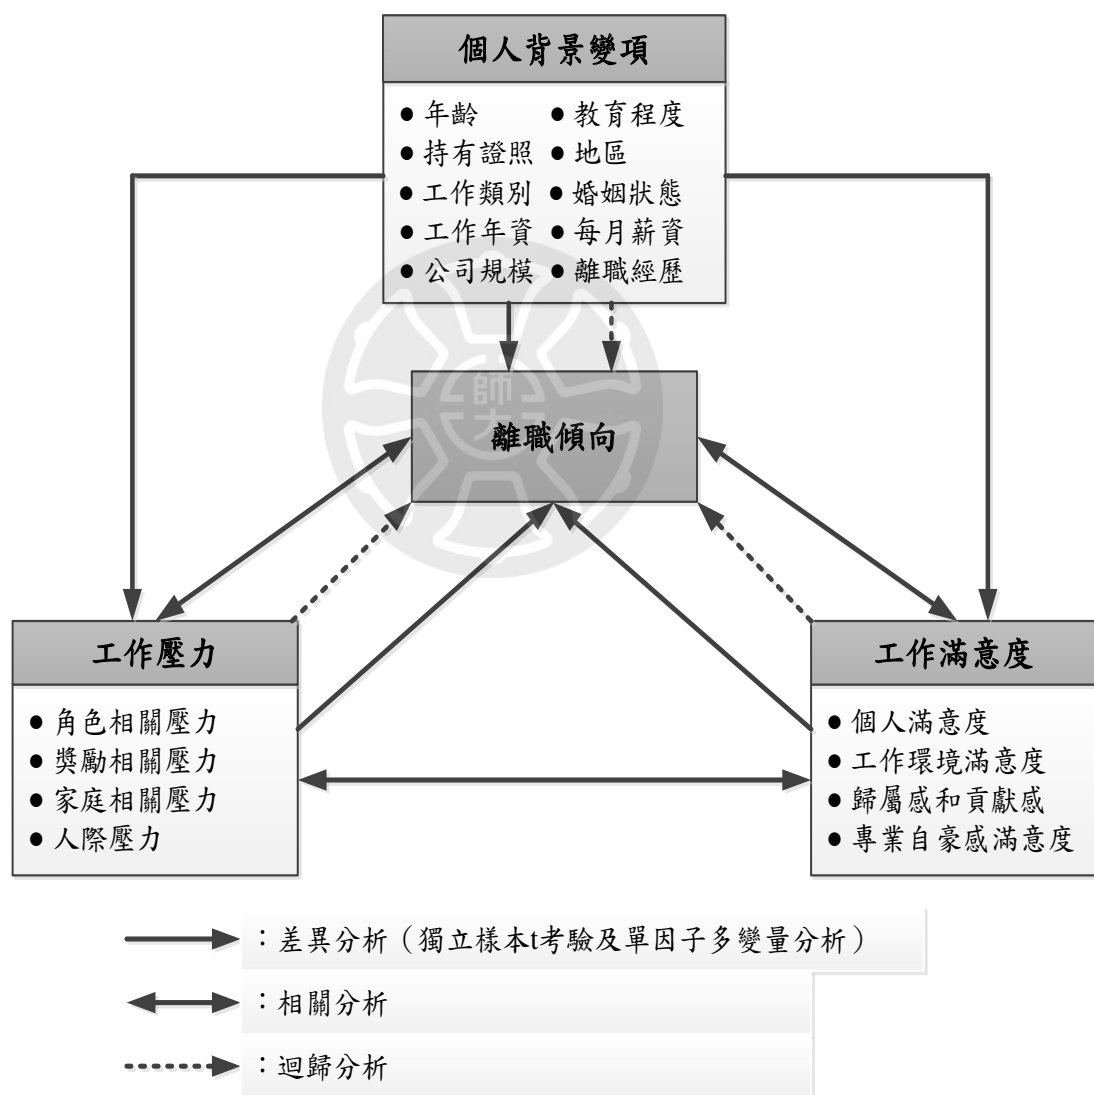 個人背景變項
● 年齡 ● 教育程度
● 持有證照 ● 地區
● 工作類別 ● 婚姻狀態
● 工作年資 ● 每月薪資
● 公司規模 ● 離職經歷
師大
離職傾向
工作壓力
● 角色相關壓力
● 獎勵相關壓力
● 家庭相關壓力
● 人際壓力
工作滿意度
● 個人滿意度
● 工作環境滿意度
● 歸屬感和貢獻感
● 專業自豪感滿意度
：差異分析（獨立樣本t考驗及單因子多變量分析）
：相關分析
：迴歸分析